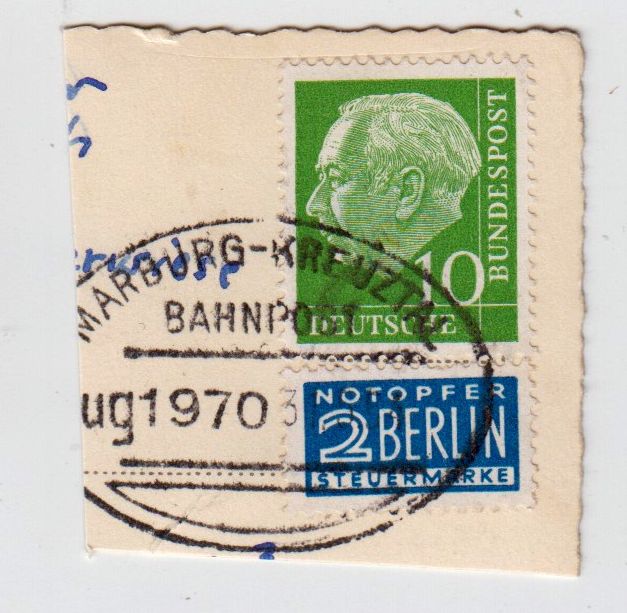 BUNDESPOST
10
DEUTSCHE
MARBURG-KREUZTAL
BAHNPOST
ug1970
NOTOPFER
2 BERLIN
STEUERMARKE